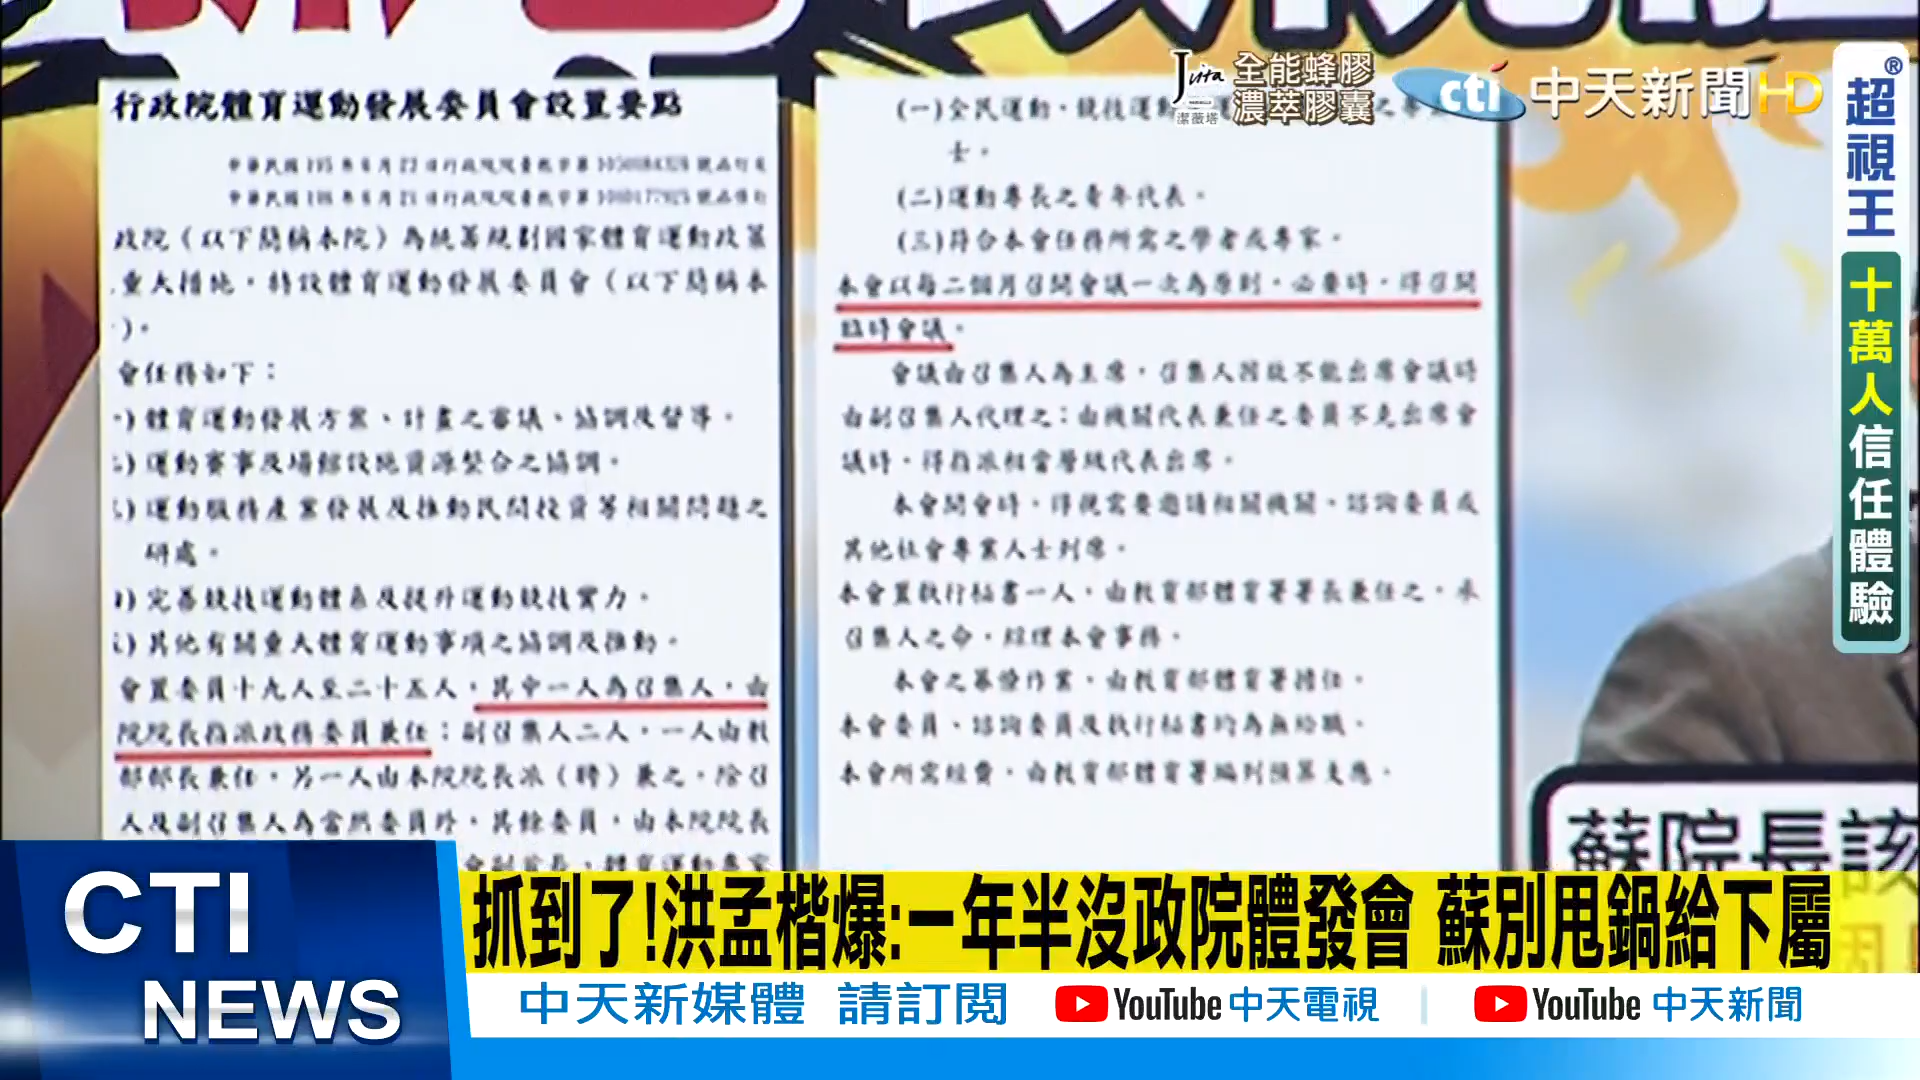 行政院體育運動發展委員會設置要點
政院（以下簡稱本院）為統籌規劃國家體育運動政策
重大措施，特設體育運動發展委員會（以下簡稱本
）。
會任務如下：
）體育運動發展方案、計畫之審議、協調及督導。
）運動賽事及場館設施資源整合之協調。
）運動服務產業發展及推動民間投資等相關問題之
研處。
）完善競技運動體系及提升運動競技實力。
）其他有關重大體育運動事項之協調及推動。
會置委員十九人至二十五人，其中一人為召集人，由
院院長指派政務委員兼任；副召集人二人，一人由教
部部長兼任，另一人由本院院長派（聘）兼之，除召
人及副召集人為當然委員外，其餘委員，由本院院長
(一)全民運動、競技運動
士。
(二)運動專長之青年代表。
(三)符合本會任務所需之學者或專家。
本會以每二個月召開會議一次為原則，必要時，得召開
臨時會議。
會議由召集人為主席，召集人因故不能出席會議時
由副召集人代理之；由機關代表兼任之委員不克出席會
議時，得指派相當層級代表出席。
本會開會時，得視需要邀請相關機關、諮詢委員或
其他社會專業人士列席。
本會置執行秘書一人，由教育部體育署署長兼任之，承
召集人之命，綜理本會事務。
本會之幕僚作業，由教育部體育署擔任。
本會委員、諮詢委員及執行秘書均為無給職。
本會所需經費，由教育部體育署編列預算支應。
Jvita
潔薇塔
全能蜂膠
濃萃膠囊
cti 中天新聞HD
超視王®
十萬人信任體驗
蘇院長該
CTI
NEWS
抓到了!洪孟楷爆:一年半沒政院體發會 蘇別甩鍋給下屬
中天新媒體 請訂閱 YouTube 中天電視 | YouTube 中天新聞